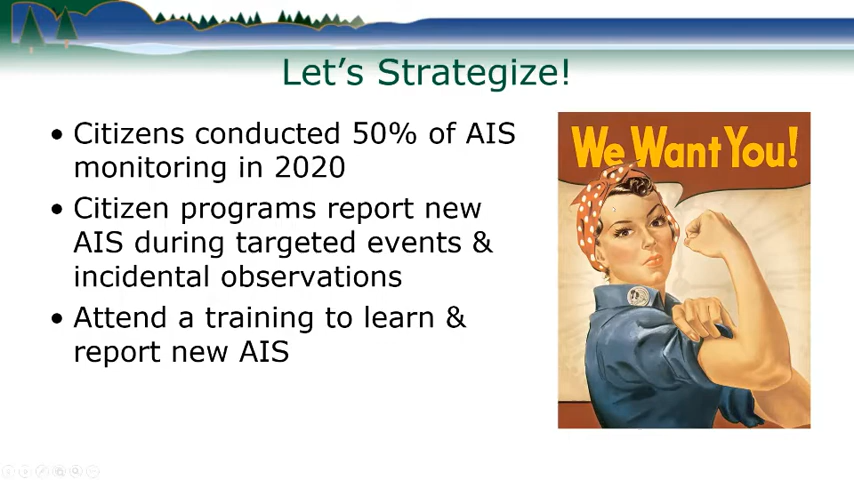 Let's Strategize!
• Citizens conducted 50% of AIS
monitoring in 2020
• Citizen programs report new
AIS during targeted events &
incidental observations
• Attend a training to learn &
report new AIS
We Want You!